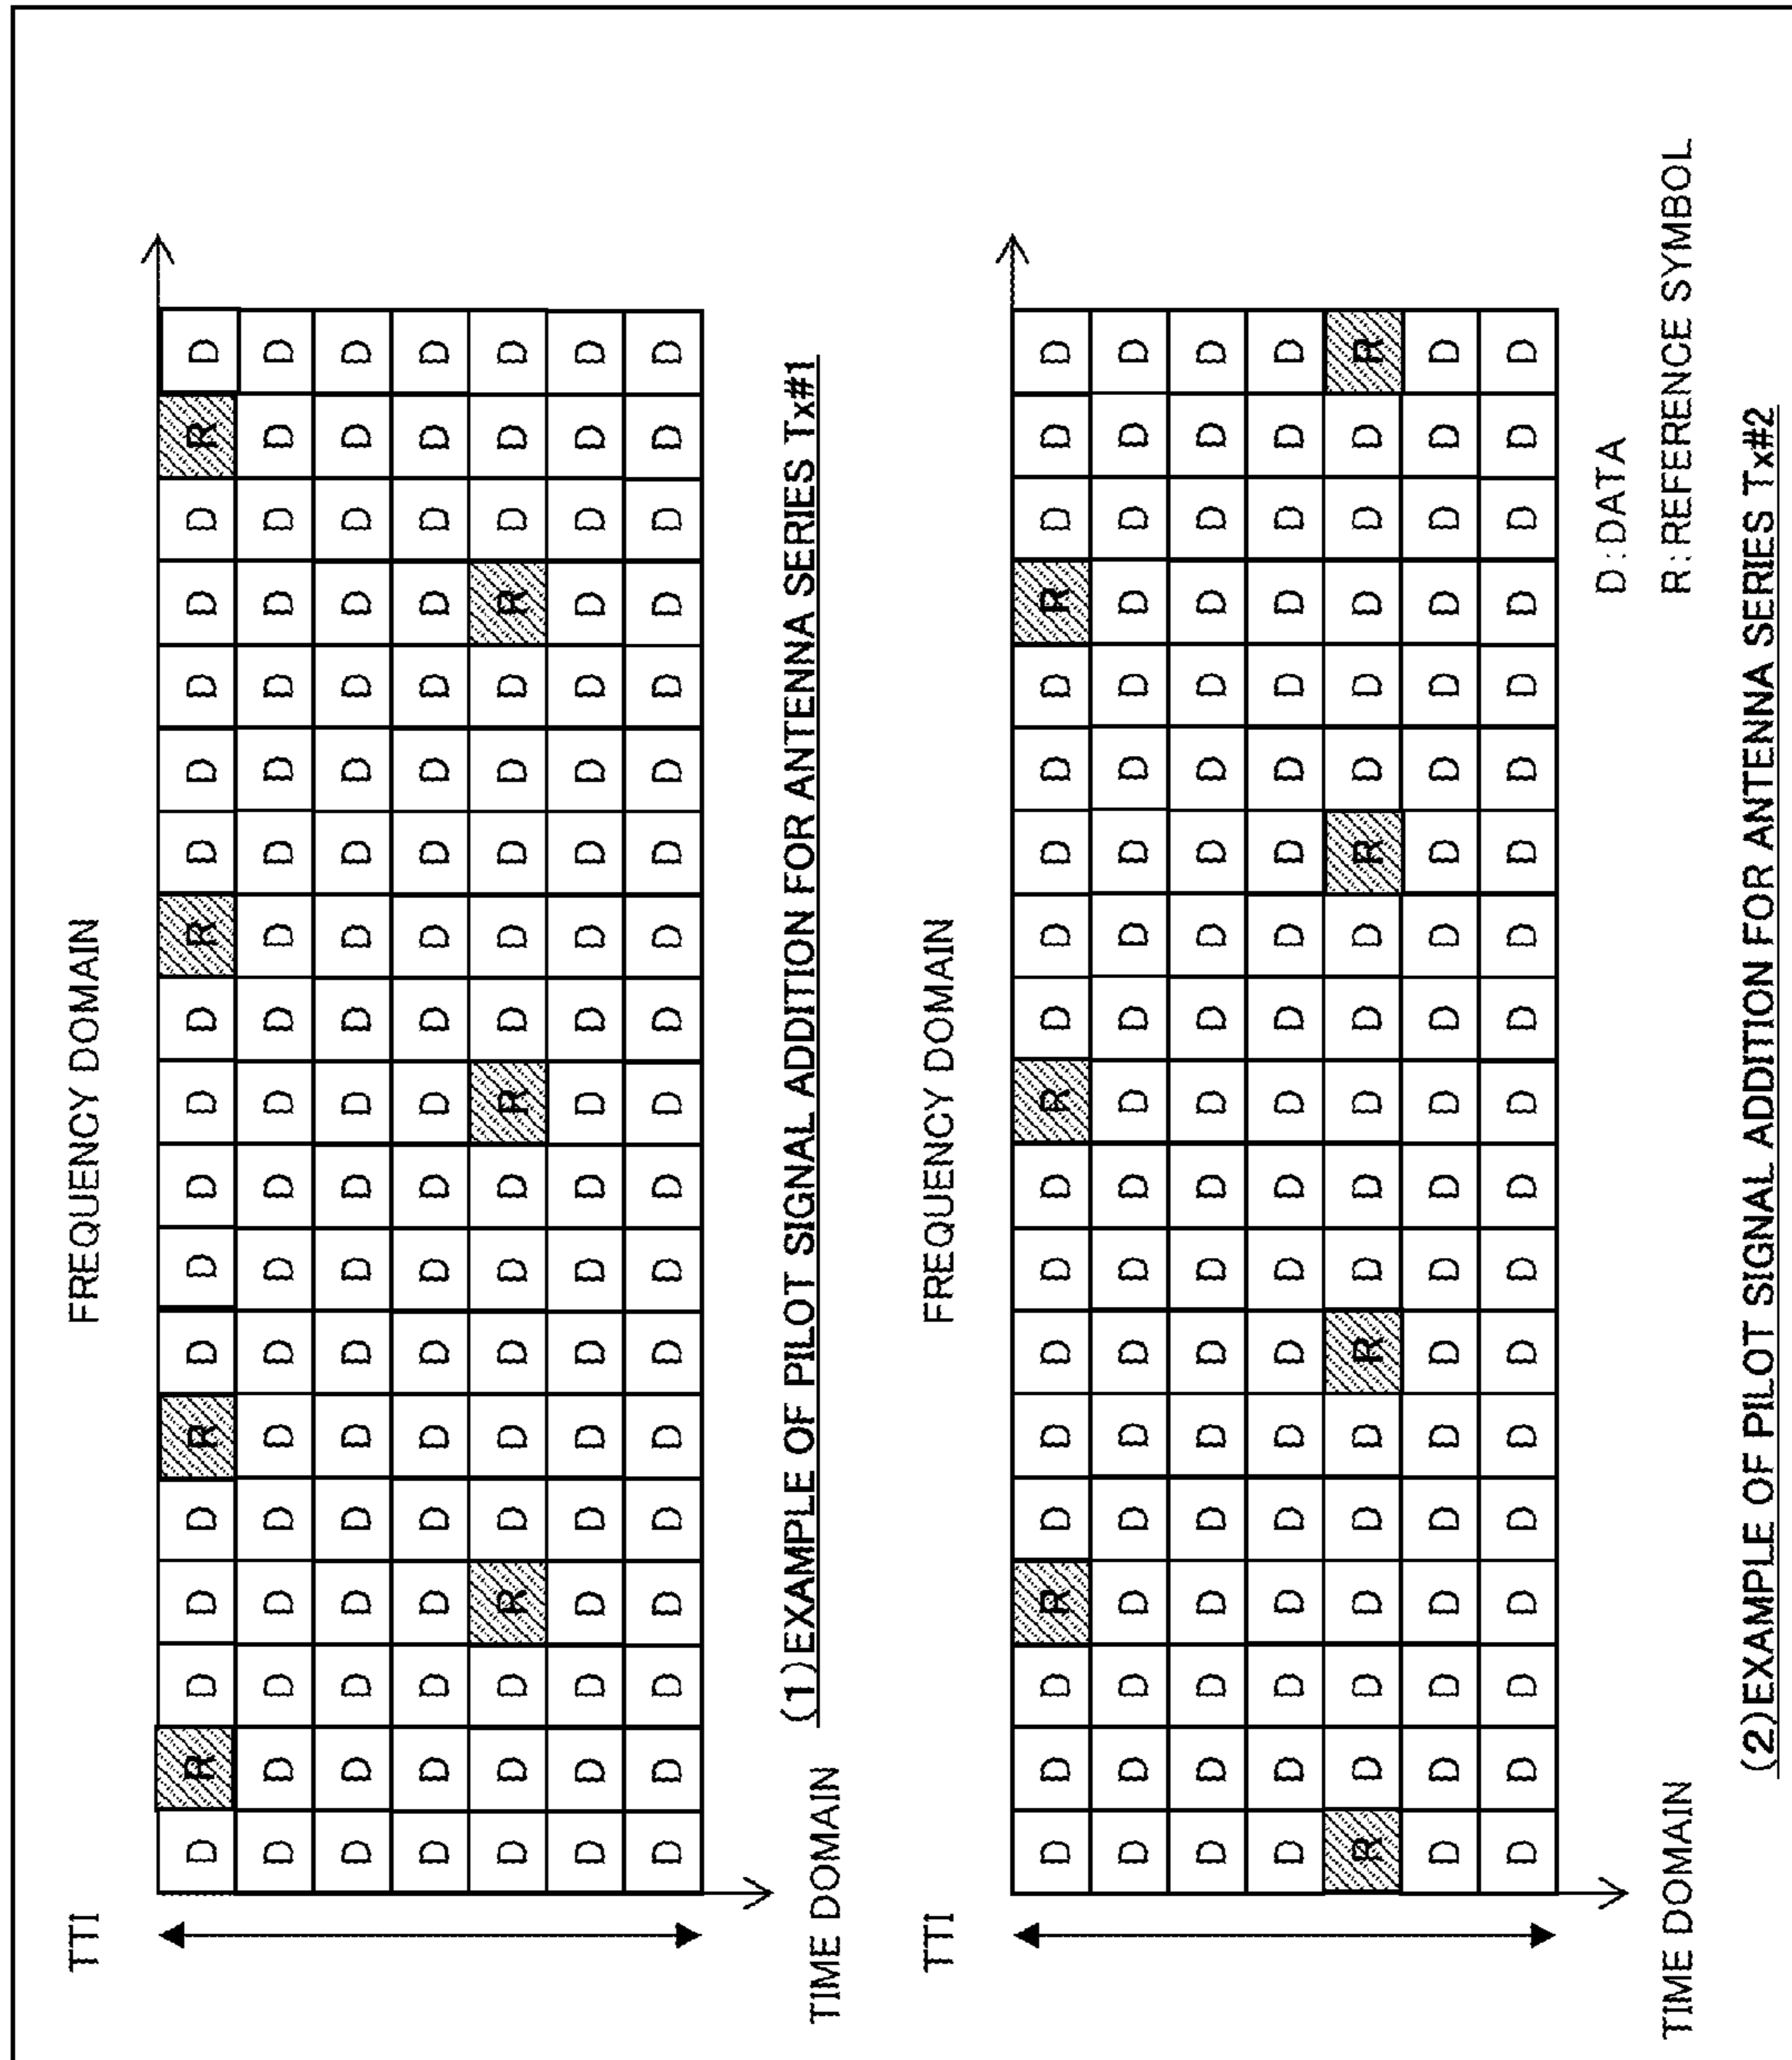 TTI FREQUENCY DOMAIN
D R D D D R D D D D D R D D D D D R D
D D D D D D D D D D D D D D D D D D D
D D D D D D D D D D D D D D D D D D D
D D D D D D D D D D D D D D D D D D D
D D D R D D D D D R D D D D D R D D D
D D D D D D D D D D D D D D D D D D D
D D D D D D D D D D D D D D D D D D D
TIME DOMAIN
(1)EXAMPLE OF PILOT SIGNAL ADDITION FOR ANTENNA SERIES Tx#1
TTI FREQUENCY DOMAIN
D D D R D D D D D R D D D D D R D D D
D D D D D D D D D D D D D D D D D D D
D D D D D D D D D D D D D D D D D D D
D D D D D D D D D D D D D D D D D D D
R D D D D D R D D D D D R D D D D D R
D D D D D D D D D D D D D D D D D D D
D D D D D D D D D D D D D D D D D D D
D:DATA
TIME DOMAIN
R:REFERENCE SYMBOL
(2)EXAMPLE OF PILOT SIGNAL ADDITION FOR ANTENNA SERIES Tx#2